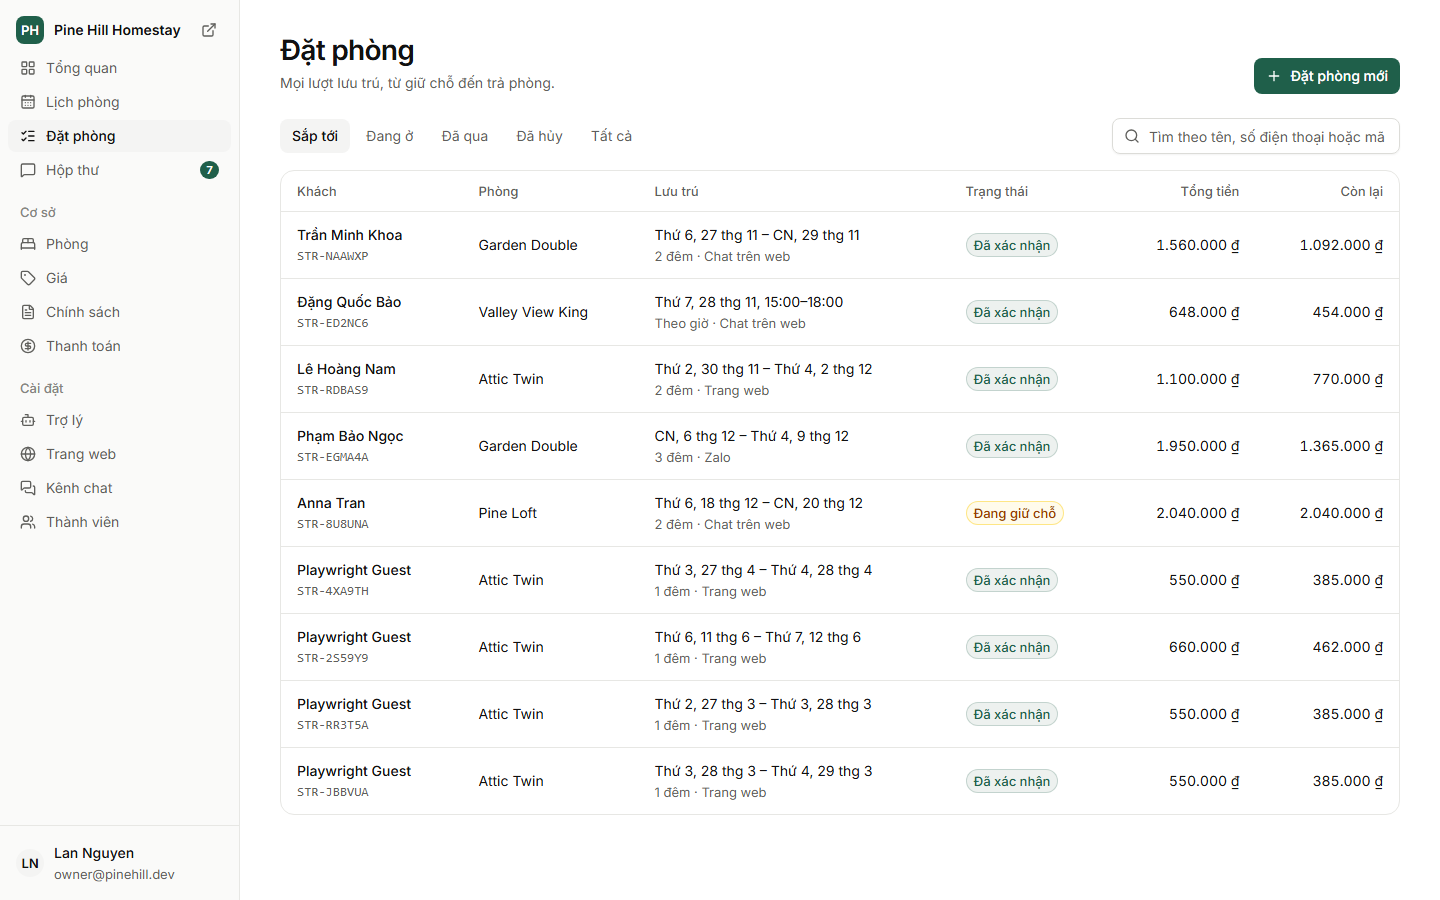 PH Pine Hill Homestay
Tổng quan
Lịch phòng
Đặt phòng
Hộp thư 7
Cơ sở
Phòng
Giá
Chính sách
Thanh toán
Cài đặt
Trợ lý
Trang web
Kênh chat
Thành viên
LN Lan Nguyen
owner@pinehill.dev
Đặt phòng
Mọi lượt lưu trú, từ giữ chỗ đến trả phòng.
Đặt phòng mới
Sắp tới Đang ở Đã qua Đã hủy Tất cả
Tìm theo tên, số điện thoại hoặc mã
Khách Phòng Lưu trú Trạng thái Tổng tiền Còn lại
Trần Minh Khoa Garden Double Thứ 6, 27 thg 11 – CN, 29 thg 11 Đã xác nhận 1.560.000 ₫ 1.092.000 ₫
STR-NAAWXP 2 đêm · Chat trên web
Đặng Quốc Bảo Valley View King Thứ 7, 28 thg 11, 15:00–18:00 Đã xác nhận 648.000 ₫ 454.000 ₫
STR-ED2NC6 Theo giờ · Chat trên web
Lê Hoàng Nam Attic Twin Thứ 2, 30 thg 11 – Thứ 4, 2 thg 12 Đã xác nhận 1.100.000 ₫ 770.000 ₫
STR-RDBAS9 2 đêm · Trang web
Phạm Bảo Ngọc Garden Double CN, 6 thg 12 – Thứ 4, 9 thg 12 Đã xác nhận 1.950.000 ₫ 1.365.000 ₫
STR-EGMA4A 3 đêm · Zalo
Anna Tran Pine Loft Thứ 6, 18 thg 12 – CN, 20 thg 12 Đang giữ chỗ 2.040.000 ₫ 2.040.000 ₫
STR-8U8UNA 2 đêm · Chat trên web
Playwright Guest Attic Twin Thứ 3, 27 thg 4 – Thứ 4, 28 thg 4 Đã xác nhận 550.000 ₫ 385.000 ₫
STR-4XA9TH 1 đêm · Trang web
Playwright Guest Attic Twin Thứ 6, 11 thg 6 – Thứ 7, 12 thg 6 Đã xác nhận 660.000 ₫ 462.000 ₫
STR-2S59Y9 1 đêm · Trang web
Playwright Guest Attic Twin Thứ 2, 27 thg 3 – Thứ 3, 28 thg 3 Đã xác nhận 550.000 ₫ 385.000 ₫
STR-RR3T5A 1 đêm · Trang web
Playwright Guest Attic Twin Thứ 3, 28 thg 3 – Thứ 4, 29 thg 3 Đã xác nhận 550.000 ₫ 385.000 ₫
STR-JBBVUA 1 đêm · Trang web